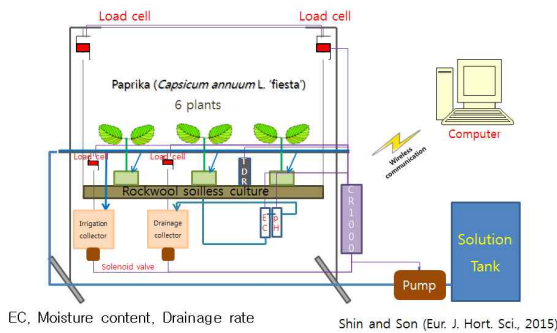 Load cell
Load cell
Paprika (Capsicum annuum L. 'fiesta')
6 plants
Computer
Wireless communication
Load cell
Load cell
TDR
Rockwool soilless culture
Irrigation collector
Drainage collector
EC
pH
CR1000
Solution Tank
Solenoid valve
Pump
EC, Moisture content, Drainage rate
Shin and Son (Eur. J. Hort. Sci., 2015)